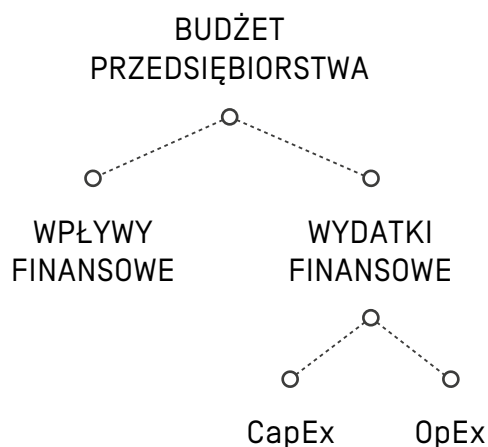 BUDŻET
PRZEDSIĘBIORSTWA
WPŁYWY
FINANSOWE
WYDATKI
FINANSOWE
CapEx
OpEx